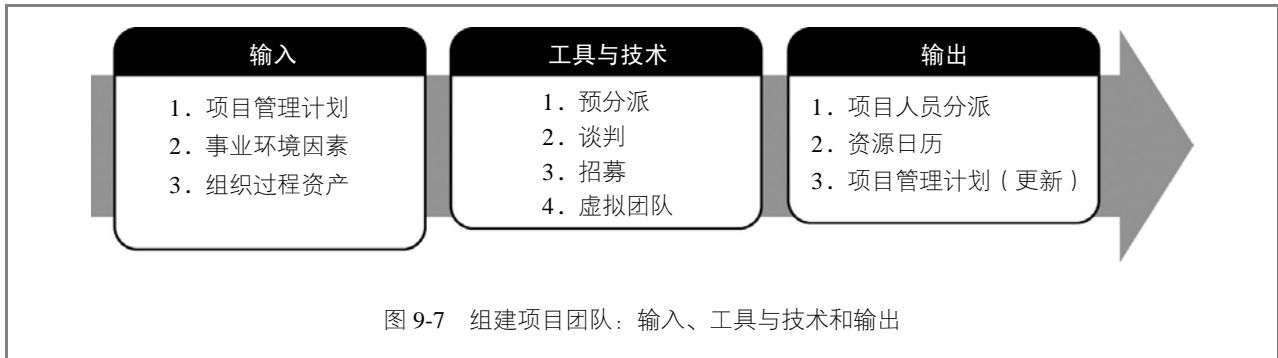 输入
1. 项目管理计划
2. 事业环境因素
3. 组织过程资产
工具与技术
1. 预分派
2. 谈判
3. 招募
4. 虚拟团队
输出
1. 项目人员分派
2. 资源日历
3. 项目管理计划（更新）
图 9-7 组建项目团队：输入、工具与技术和输出